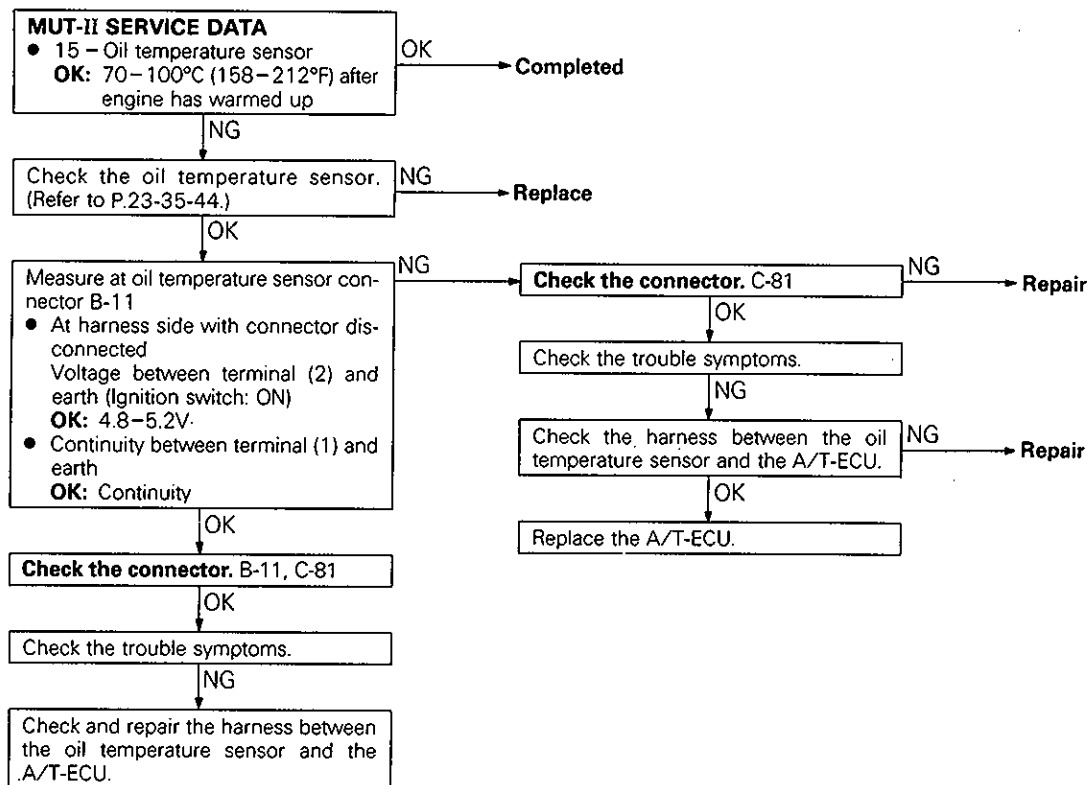 MUT-II SERVICE DATA
● 15 – Oil temperature sensor
OK: 70–100°C (158–212°F) after
engine has warmed up
OK
Completed
NG
Check the oil temperature sensor.
(Refer to P.23-35-44.)
NG
Replace
OK
Measure at oil temperature sensor con-
nector B-11
● At harness side with connector dis-
connected
Voltage between terminal (2) and
earth (Ignition switch: ON)
OK: 4.8–5.2V
● Continuity between terminal (1) and
earth
OK: Continuity
NG
Check the connector. C-81
NG
Repair
OK
Check the trouble symptoms.
NG
Check the harness between the oil
temperature sensor and the A/T-ECU.
NG
Repair
OK
Replace the A/T-ECU.
OK
Check the connector. B-11, C-81
OK
Check the trouble symptoms.
NG
Check and repair the harness between
the oil temperature sensor and the
A/T-ECU.